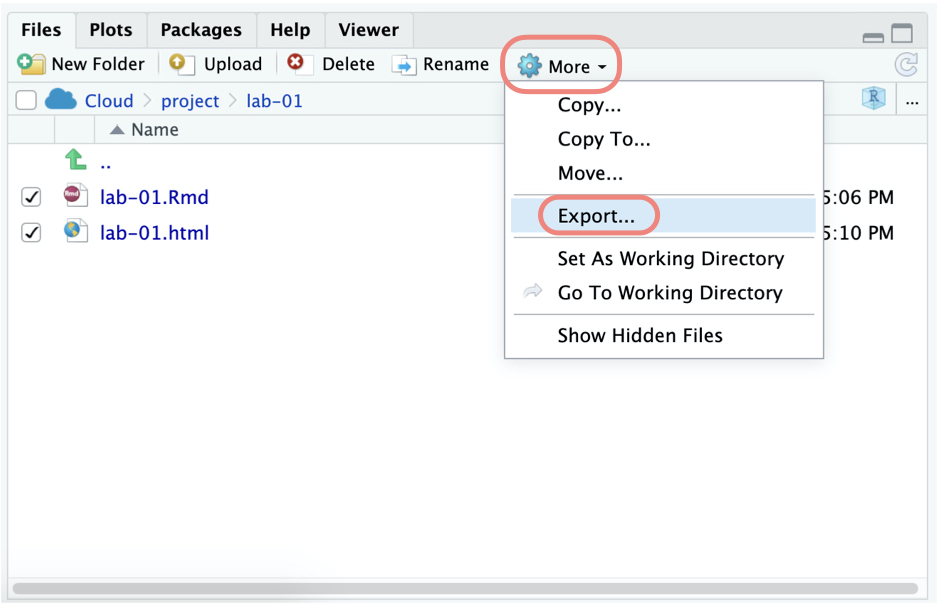 Files Plots Packages Help Viewer
New Folder Upload Delete Rename More
Cloud project lab-01 R ...
Name
..
lab-01.Rmd 5:06 PM
lab-01.html 5:10 PM
Copy...
Copy To...
Move...
Export...
Set As Working Directory
Go To Working Directory
Show Hidden Files